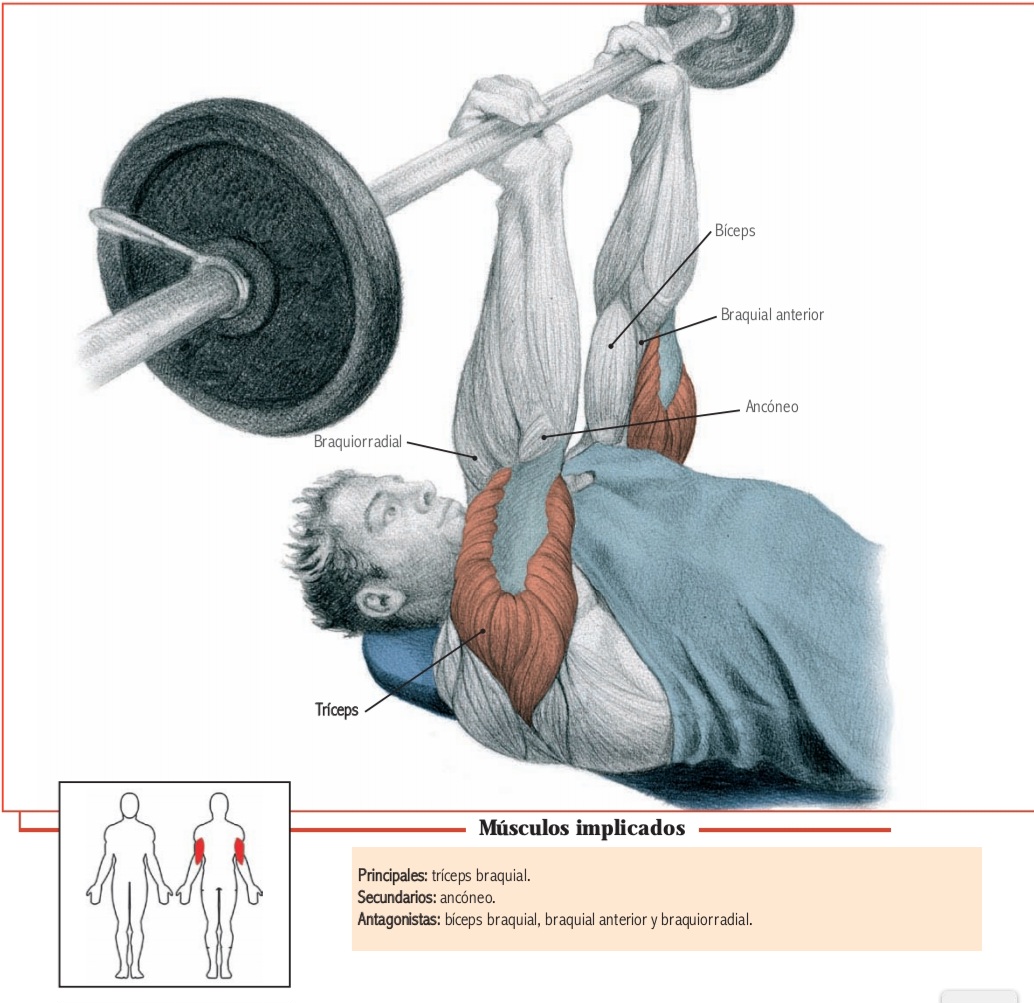 Bíceps
Braquial anterior
Ancóneo
Braquiorradial
Tríceps
Músculos implicados
Principales: tríceps braquial.
Secundarios: ancóneo.
Antagonistas: bíceps braquial, braquial anterior y braquiorradial.